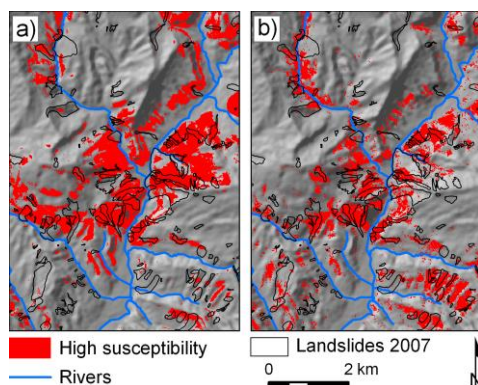 a)
b)
High susceptibility
Landslides 2007
Rivers
0 2 km
N